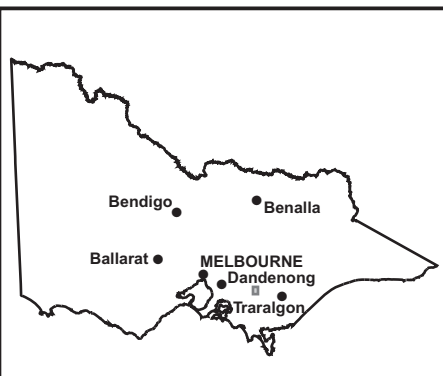 Bendigo
Benalla
Ballarat
MELBOURNE
Dandenong
Traralgon